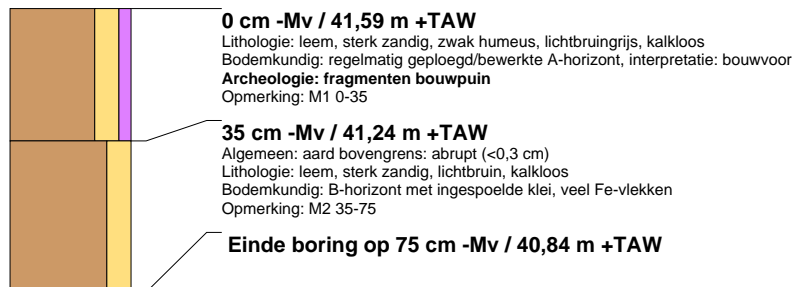 0 cm -Mv / 41,59 m +TAW
Lithologie: leem, sterk zandig, zwak humeus, lichtbruingrijs, kalkloos
Bodemkundig: regelmatig geploegd/bewerkte A-horizont, interpretatie: bouwvoor
Archeologie: fragmenten bouwpuin
Opmerking: M1 0-35
35 cm -Mv / 41,24 m +TAW
Algemeen: aard bovengrens: abrupt (<0,3 cm)
Lithologie: leem, sterk zandig, lichtbruin, kalkloos
Bodemkundig: B-horizont met ingespoelde klei, veel Fe-vlekken
Opmerking: M2 35-75
Einde boring op 75 cm -Mv / 40,84 m +TAW